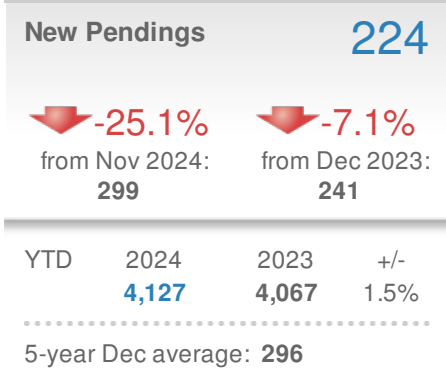 New Pendings 224
-25.1% -7.1%
from Nov 2024: from Dec 2023:
299 241
YTD 2024 2023 +/-
4,127 4,067 1.5%
5-year Dec average: 296